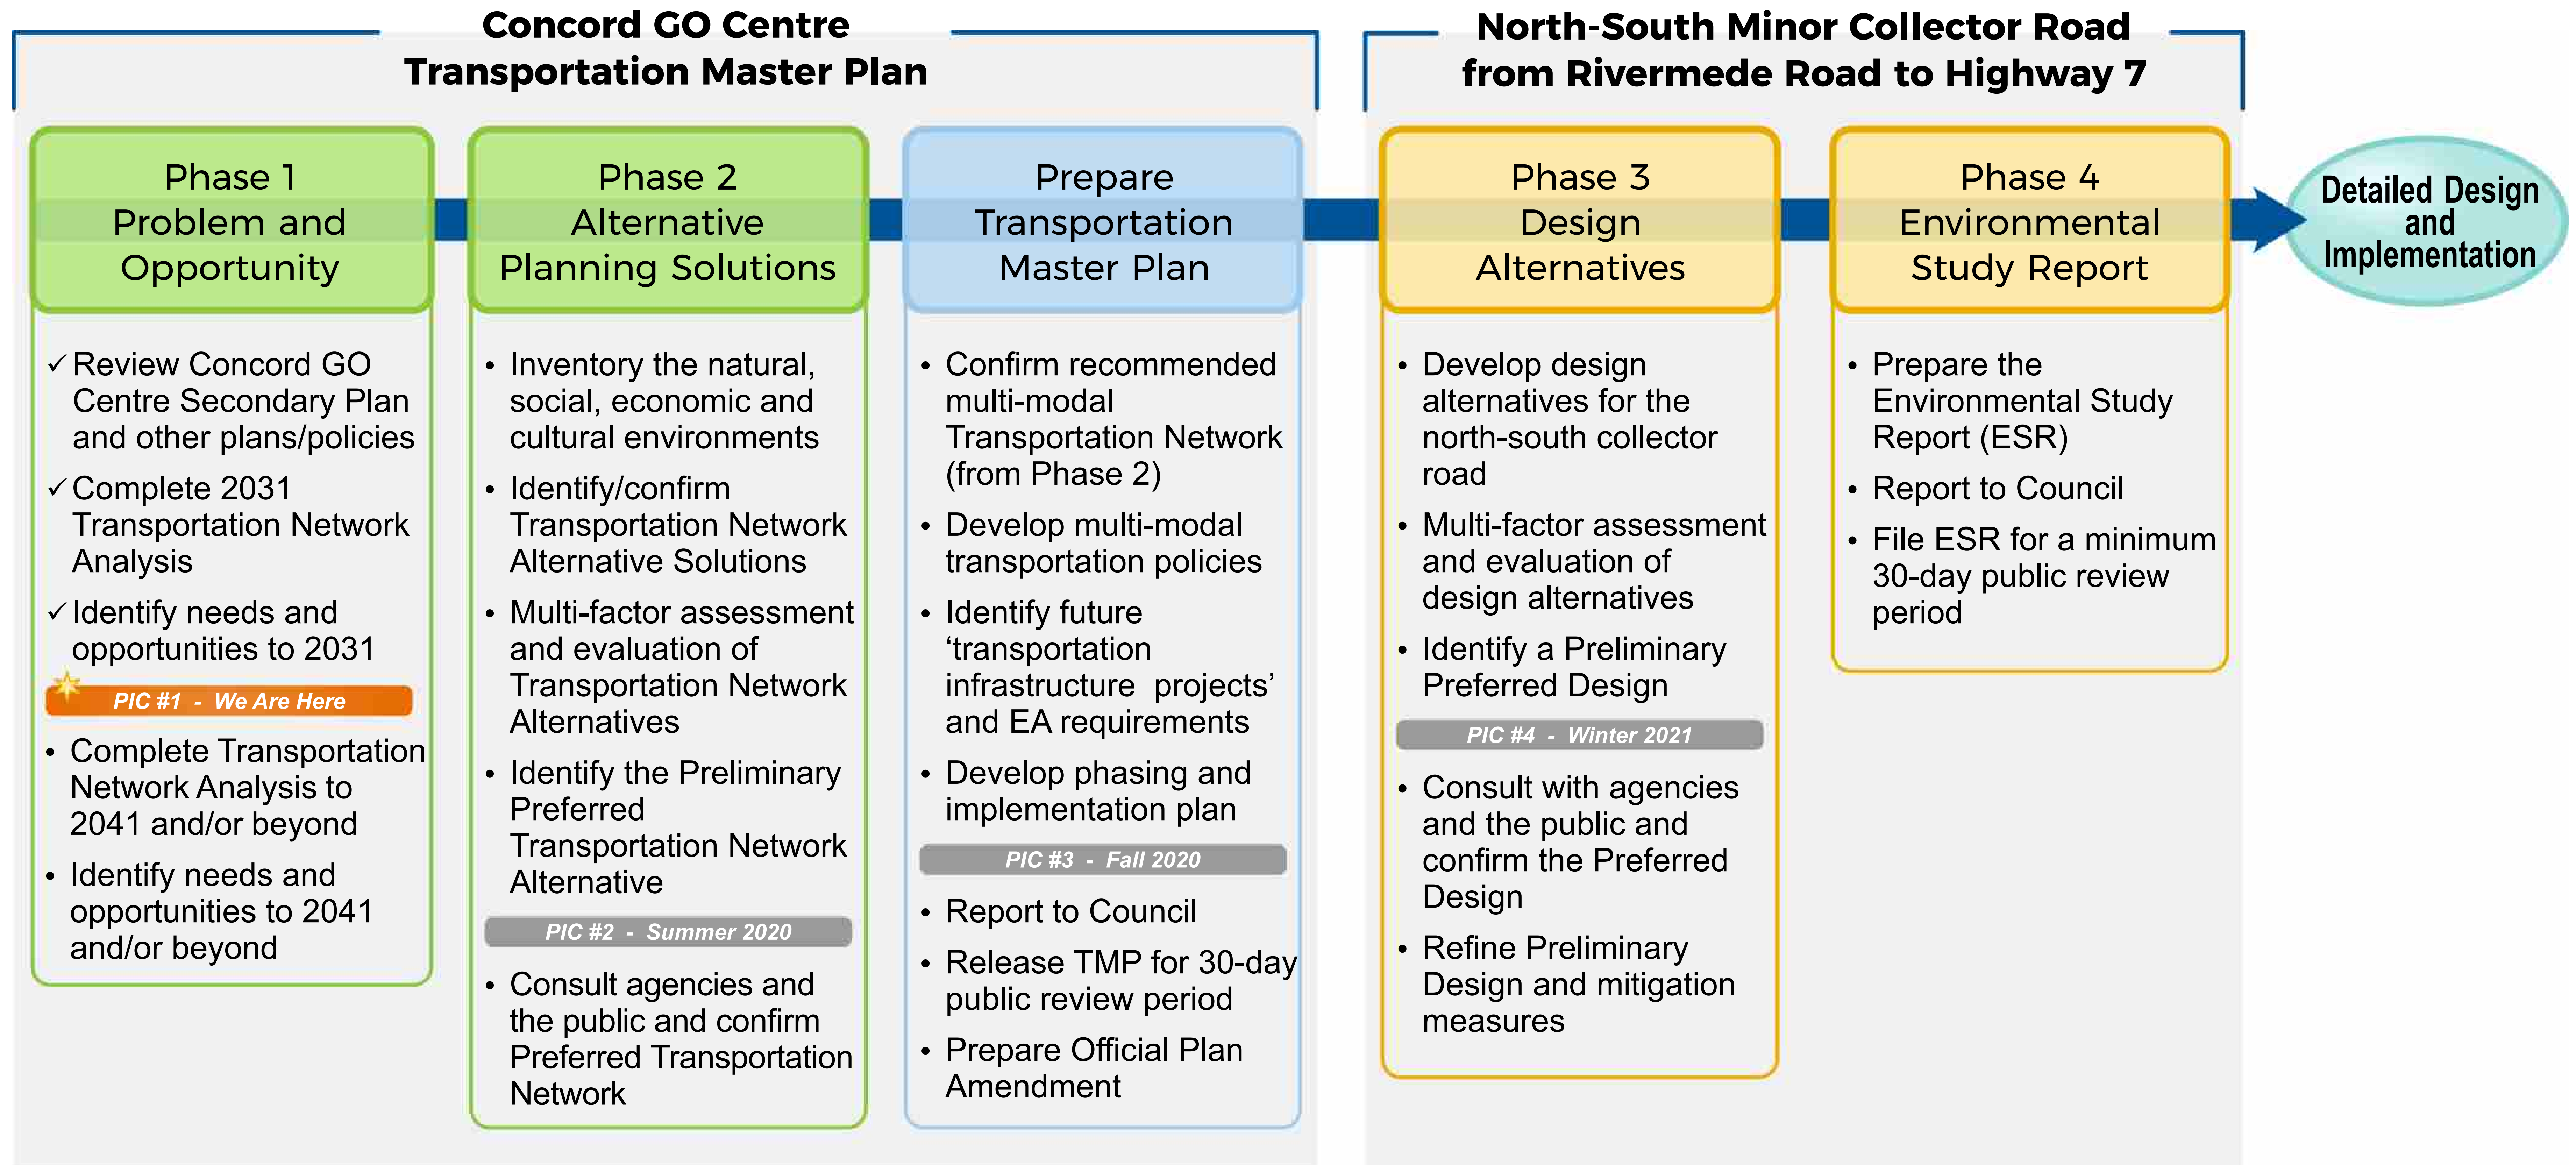 Concord GO Centre
Transportation Master Plan
North-South Minor Collector Road
from Rivermede Road to Highway 7
Phase 1
Problem and
Opportunity
✓ Review Concord GO
Centre Secondary Plan
and other plans/policies
✓ Complete 2031
Transportation Network
Analysis
✓ Identify needs and
opportunities to 2031
PIC #1 - We Are Here
• Complete Transportation
Network Analysis to
2041 and/or beyond
• Identify needs and
opportunities to 2041
and/or beyond
Phase 2
Alternative
Planning Solutions
• Inventory the natural,
social, economic and
cultural environments
• Identify/confirm
Transportation Network
Alternative Solutions
• Multi-factor assessment
and evaluation of
Transportation Network
Alternatives
• Identify the Preliminary
Preferred
Transportation Network
Alternative
PIC #2 - Summer 2020
• Consult agencies and
the public and confirm
Preferred Transportation
Network
Prepare
Transportation
Master Plan
• Confirm recommended
multi-modal
Transportation Network
(from Phase 2)
• Develop multi-modal
transportation policies
• Identify future
‘transportation
infrastructure projects’
and EA requirements
• Develop phasing and
implementation plan
PIC #3 - Fall 2020
• Report to Council
• Release TMP for 30-day
public review period
• Prepare Official Plan
Amendment
Phase 3
Design
Alternatives
• Develop design
alternatives for the
north-south collector
road
• Multi-factor assessment
and evaluation of
design alternatives
• Identify a Preliminary
Preferred Design
PIC #4 - Winter 2021
• Consult with agencies
and the public and
confirm the Preferred
Design
• Refine Preliminary
Design and mitigation
measures
Phase 4
Environmental
Study Report
• Prepare the
Environmental Study
Report (ESR)
• Report to Council
• File ESR for a minimum
30-day public review
period
Detailed Design
and
Implementation